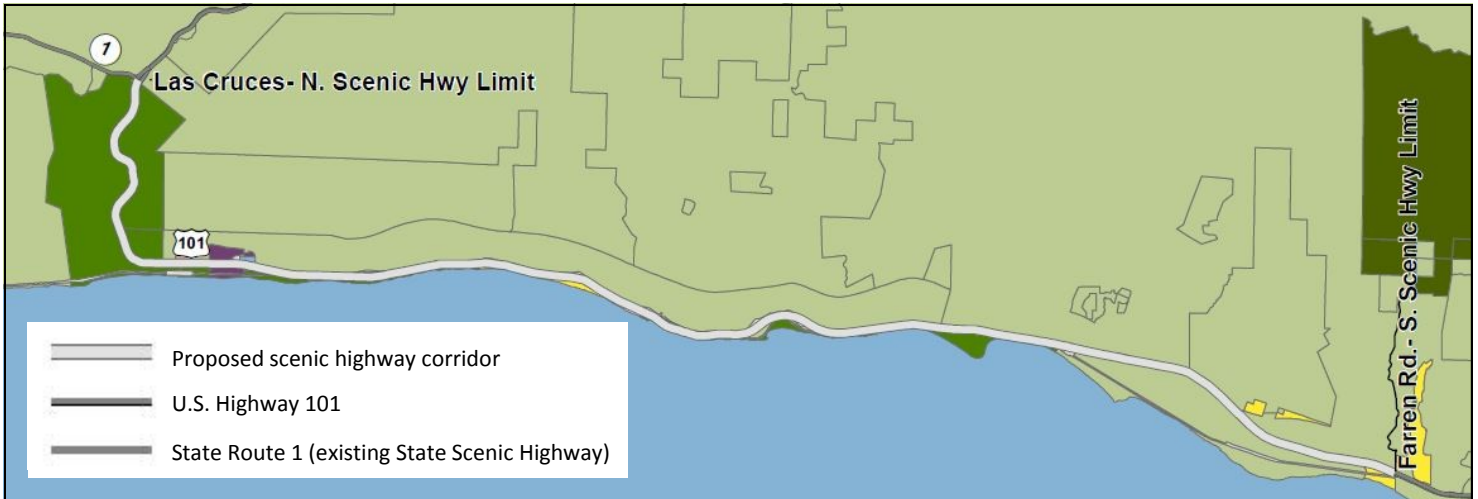 1
Las Cruces- N. Scenic Hwy Limit
101
Farren Rd.- S. Scenic Hwy Limit
Proposed scenic highway corridor
U.S. Highway 101
State Route 1 (existing State Scenic Highway)